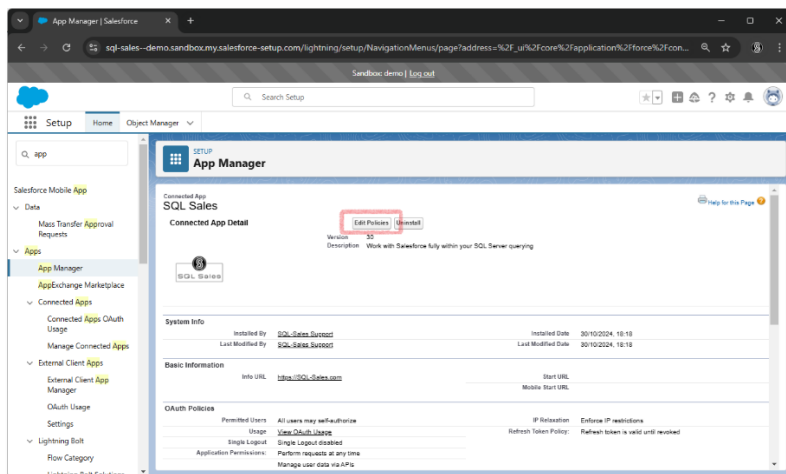 App Manager | Salesforce
sql-sales--demo.sandbox.my.salesforce-setup.com/lightning/setup/NavigationMenus/page?address=%2F_ui%2Fcore%2Fapplication%2Fforce%2Fcon...
Sandbox: demo | Log out
Search Setup
Setup Home Object Manager
app
SETUP
App Manager
Salesforce Mobile App
Data
Mass Transfer Approval
Requests
Apps
App Manager
AppExchange Marketplace
Connected Apps
Connected Apps OAuth
Usage
Manage Connected Apps
External Client Apps
External Client App
Manager
OAuth Usage
Settings
Lightning Bolt
Flow Category
Lightning Bolt Solutions
Connected App
SQL Sales
Help for this Page
Connected App Detail Edit Policies Uninstall
Version 30
Description Work with Salesforce fully within your SQL Server querying
SQL Sales
System Info
Installed By SQL-Sales Support Installed Date 30/10/2024, 18:18
Last Modified By SQL-Sales Support Last Modified Date 30/10/2024, 18:18
Basic Information
Info URL https://SQL-Sales.com Start URL
Mobile Start URL
OAuth Policies
Permitted Users All users may self-authorize IP Relaxation Enforce IP restrictions
Usage View OAuth Usage Refresh Token Policy: Refresh token is valid until revoked
Single Logout Single Logout disabled
Application Permissions: Perform requests at any time
Manage user data via APIs